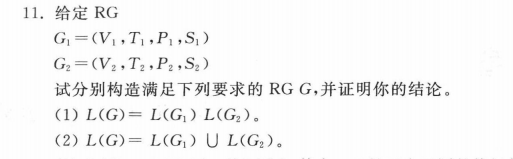 11. 给定 RG
G₁=(V₁,T₁,P₁,S₁)
G₂=(V₂,T₂,P₂,S₂)
试分别构造满足下列要求的 RG G,并证明你的结论。
(1) L(G)= L(G₁) L(G₂)。
(2) L(G)= L(G₁) ∪ L(G₂)。